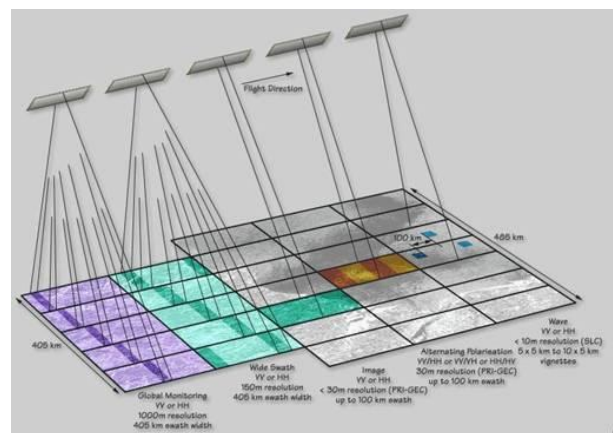 Flight Direction
100 km
485 km
405 km
Global Monitoring
VV or HH
1000m resolution
405 km swath width
Wide Swath
VV or HH
150m resolution
405 km swath width
Image
VV or HH
< 30m resolution (PRI-GEC)
up to 100 km swath
Alternating Polarisation
VV/HH or VV/VH or HH/HV
30m resolution (PRI-GEC)
up to 100 km swath
Wave
VV or HH
< 10m resolution (SLC)
5 x 5 km to 10 x 5 km
vignettes